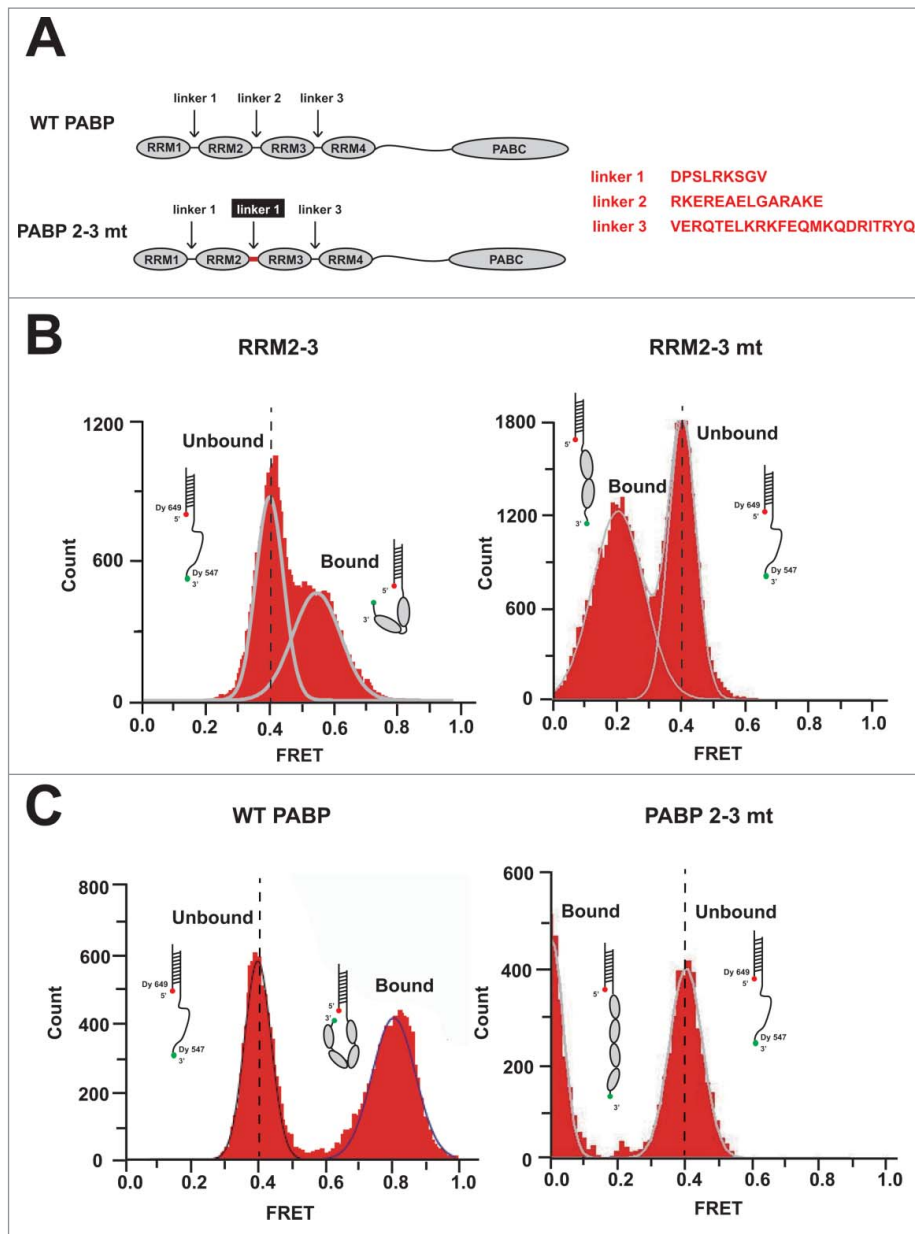 A
linker 1 linker 2 linker 3
WT PABP
RRM1 RRM2 RRM3 RRM4 PABC
linker 1 linker 1 linker 3
PABP 2-3 mt
RRM1 RRM2 RRM3 RRM4 PABC
linker 1 DPSLRKSGV
linker 2 RKEREAELGARAKE
linker 3 VERQTELKRKFEQMKQDRITRYQ
B
RRM2-3
1200
600
0
Count
Unbound
Dy 649
5'
Dy 547
3'
Bound
5'
3'
0.0 0.2 0.4 0.6 0.8 1.0
FRET
RRM2-3 mt
1800
1500
1200
900
600
300
0
Count
5'
3'
Bound
Unbound
Dy 649
5'
Dy 547
3'
0.0 0.2 0.4 0.6 0.8 1.0
FRET
C
WT PABP
800
600
400
200
0
Count
Unbound
Dy 649
5'
Dy 547
3'
5'
3'
Bound
0.0 0.2 0.4 0.6 0.8 1.0
FRET
PABP 2-3 mt
600
400
200
0
Count
Bound
5'
3'
Unbound
Dy 649
5'
Dy 547
3'
0.0 0.2 0.4 0.6 0.8 1.0
FRET